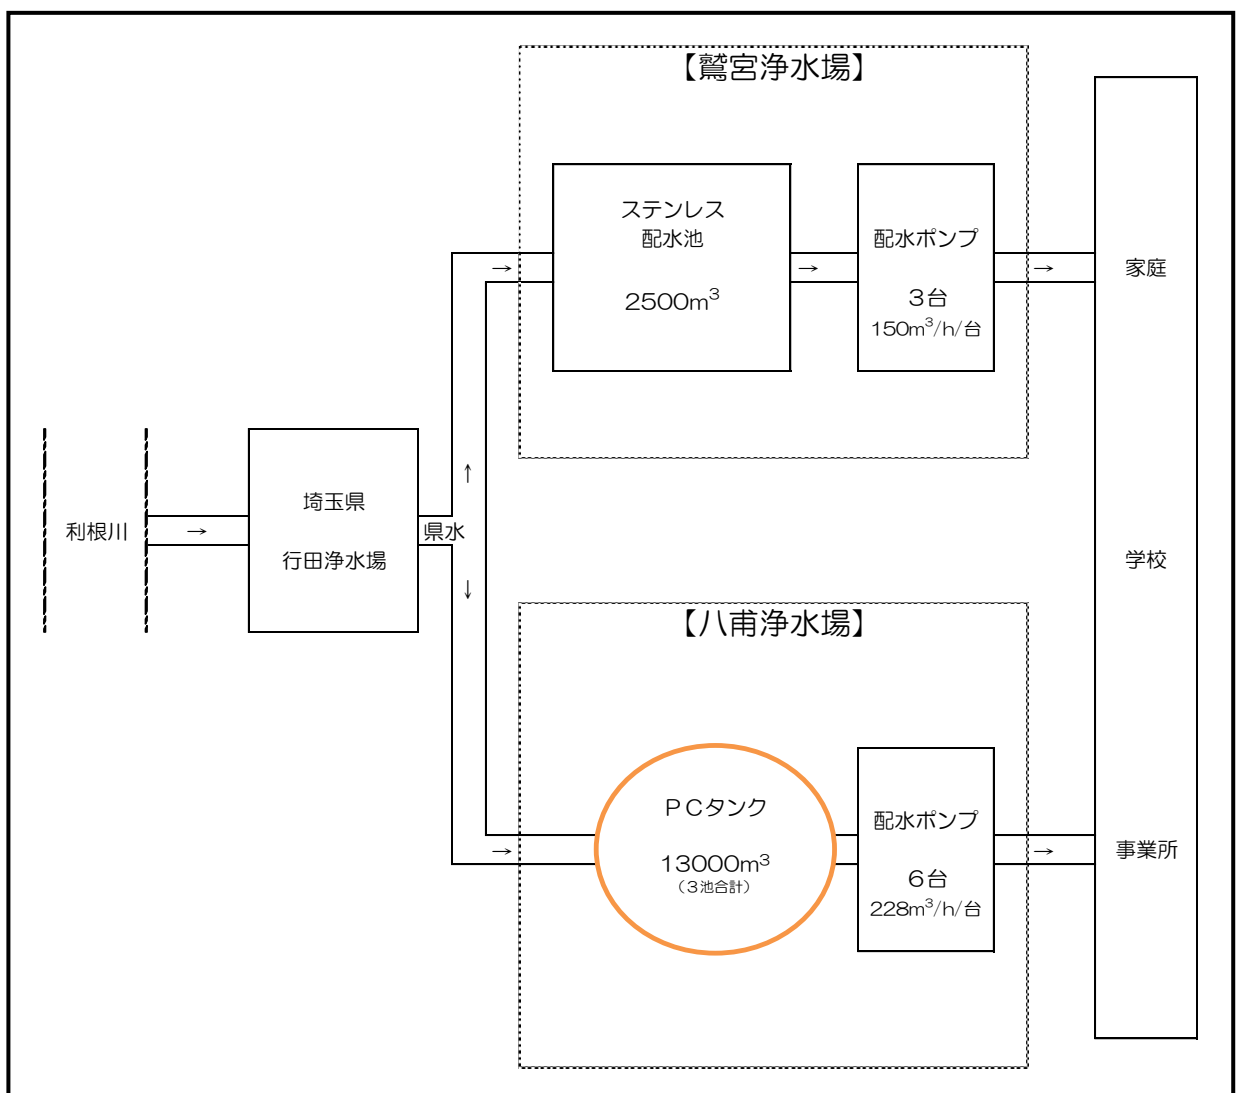 【鷲宮浄水場】
ステンレス
配水池
2500m³
配水ポンプ
3台
150m³/h/台
→
→
→
家庭
利根川
→
埼玉県
行田浄水場
県水
↑
↓
学校
【八甫浄水場】
PCタンク
13000m³
（3池合計）
配水ポンプ
6台
228m³/h/台
→
→
事業所